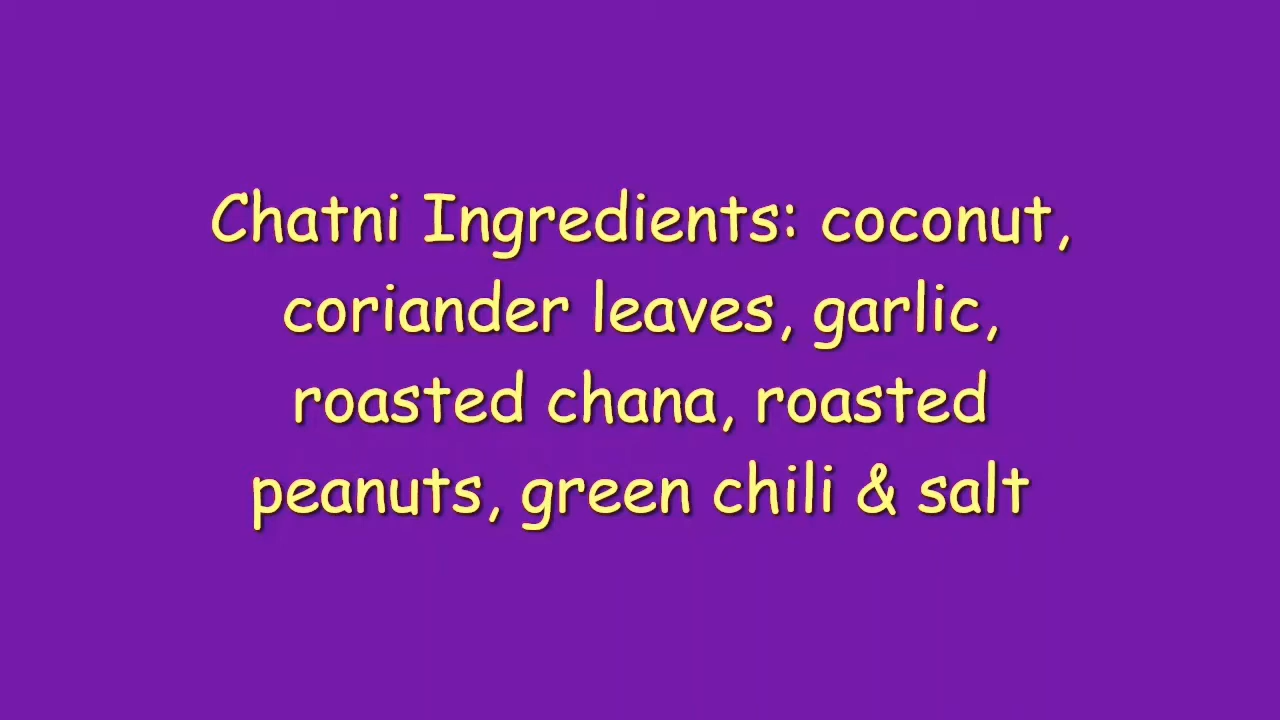 Chatni Ingredients: coconut,
coriander leaves, garlic,
roasted chana, roasted
peanuts, green chili & salt